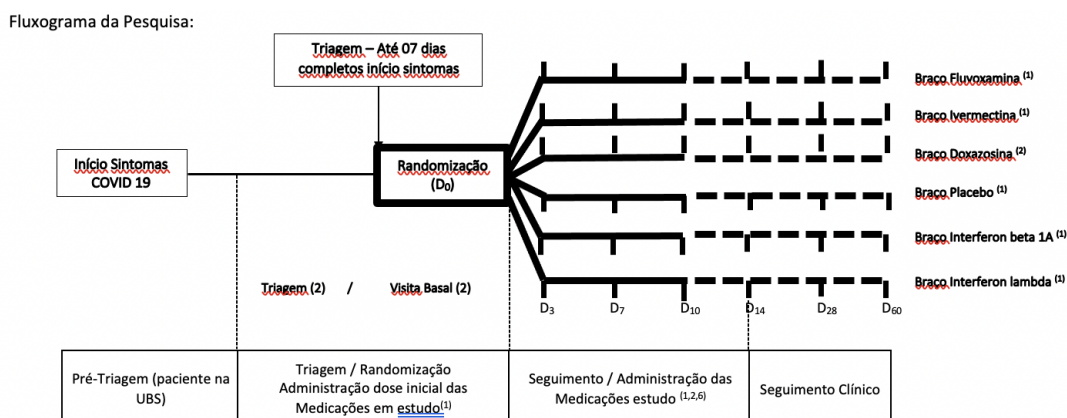 Fluxograma da Pesquisa:
Triagem – Até 07 dias
completos início sintomas
Início Sintomas
COVID 19
Randomização
(D₀)
Braço Fluvoxamina ⁽¹⁾
Braço Ivermectina ⁽¹⁾
Braço Doxazosina ⁽²⁾
Braço Placebo ⁽¹⁾
Braço Interferon beta 1A ⁽¹⁾
Braço Interferon lambda ⁽¹⁾
Triagem (2) / Visita Basal (2)
D₃ D₇ D₁₀ D₁₄ D₂₈ D₆₀
Pré-Triagem (paciente na
UBS)
Triagem / Randomização
Administração dose inicial das
Medicações em estudo⁽¹⁾
Seguimento / Administração das
Medicações estudo ⁽¹,²,⁶⁾
Seguimento Clínico